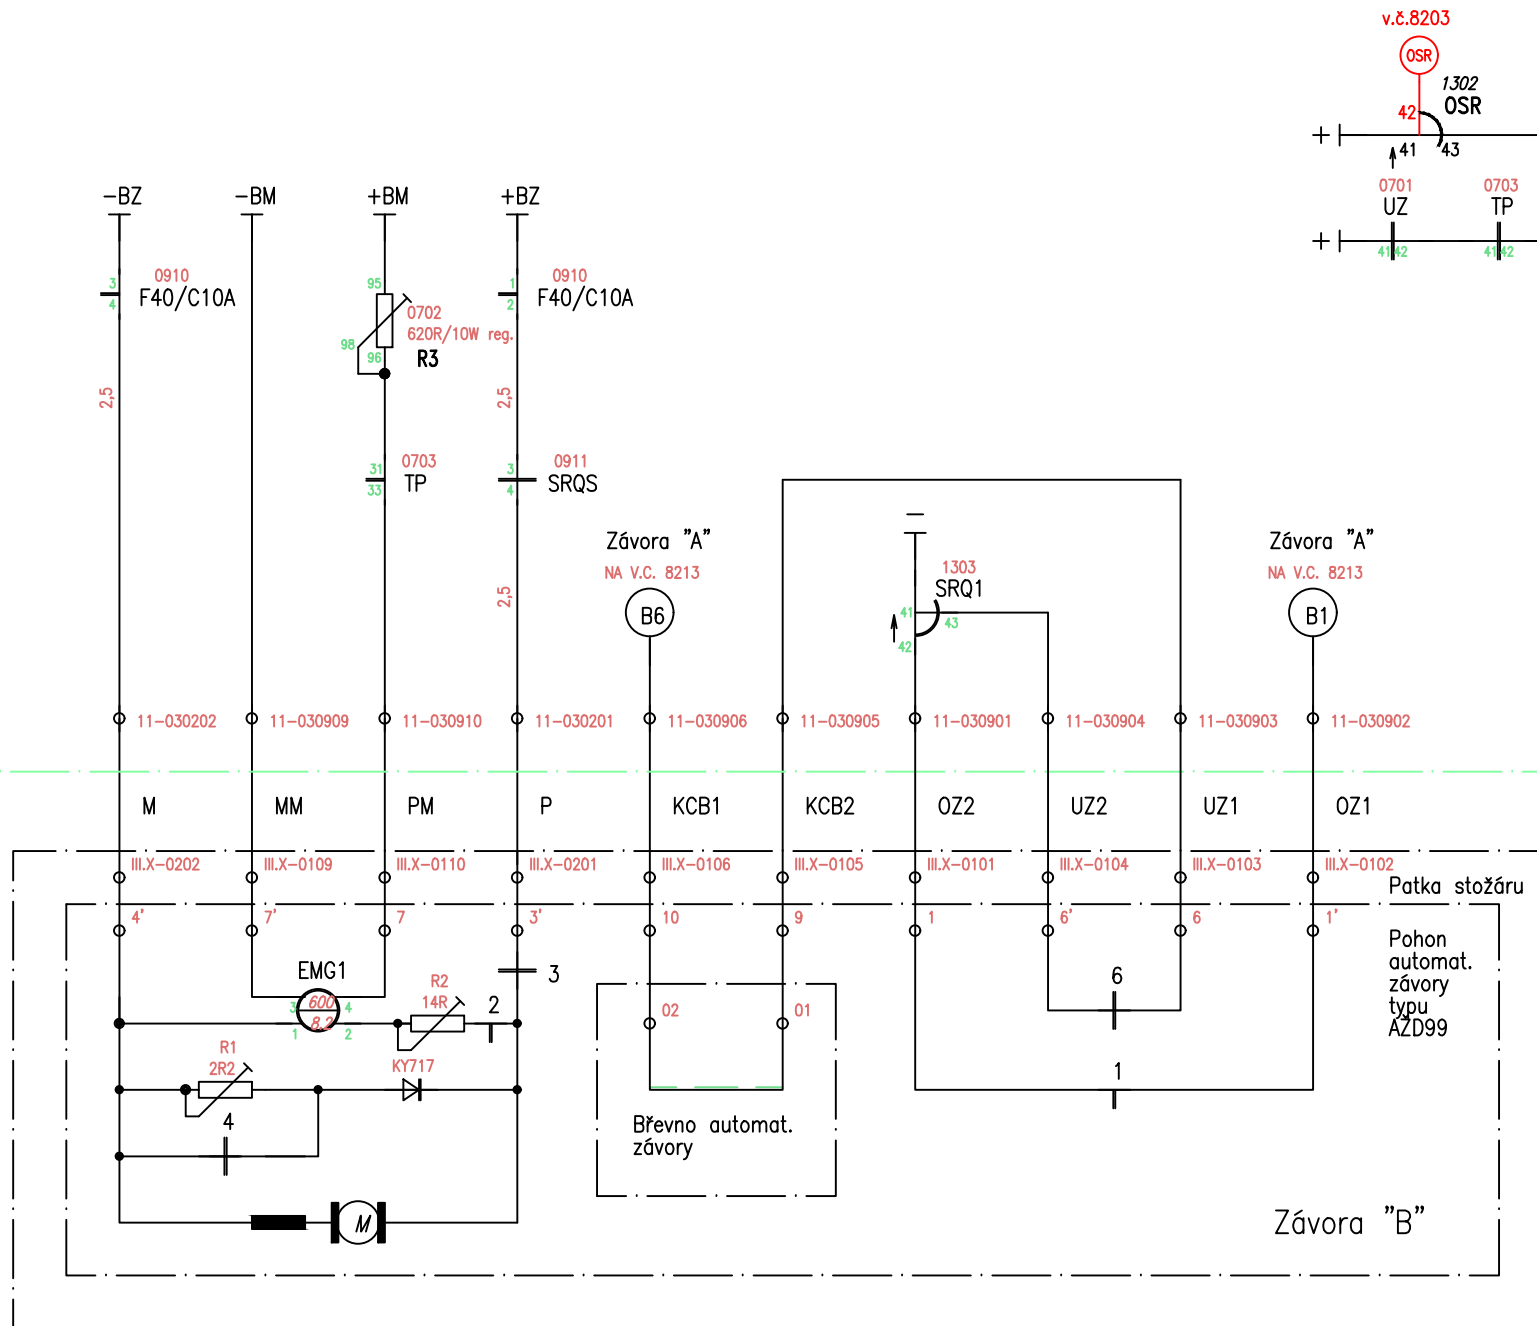 v.č.8203
OSR
1302
42 OSR
+ 41 43
0701 0703
UZ TP
+ 41 42 41 42
-BZ -BM +BM +BZ
3 0910 95 1 0910
4 F40/C10A 2 F40/C10A
0702
620R/10W reg.
98 96 R3
2,5 2,5
31 0703 3 0911
33 TP 4 SRQS
Závora "A" Závora "A"
NA V.C. 8213 NA V.C. 8213
1303
SRQ1
2,5
B6 41 43 B1
42
11-030202 11-030909 11-030910 11-030201 11-030906 11-030905 11-030901 11-030904 11-030903 11-030902
M MM PM P KCB1 KCB2 OZ2 UZ2 UZ1 OZ1
III.X-0202 III.X-0109 III.X-0110 III.X-0201 III.X-0106 III.X-0105 III.X-0101 III.X-0104 III.X-0103 III.X-0102
Patka stožáru
4' 7' 7 3' 10 9 1 6' 6 1'
Pohon
automat.
závory
typu
AŽD99
EMG1 3 6
R2
14R 2
3 600 4
1 8.2 2
02 01
R1
2R2
KY717
1
4
Břevno automat.
závory
M
Závora "B"